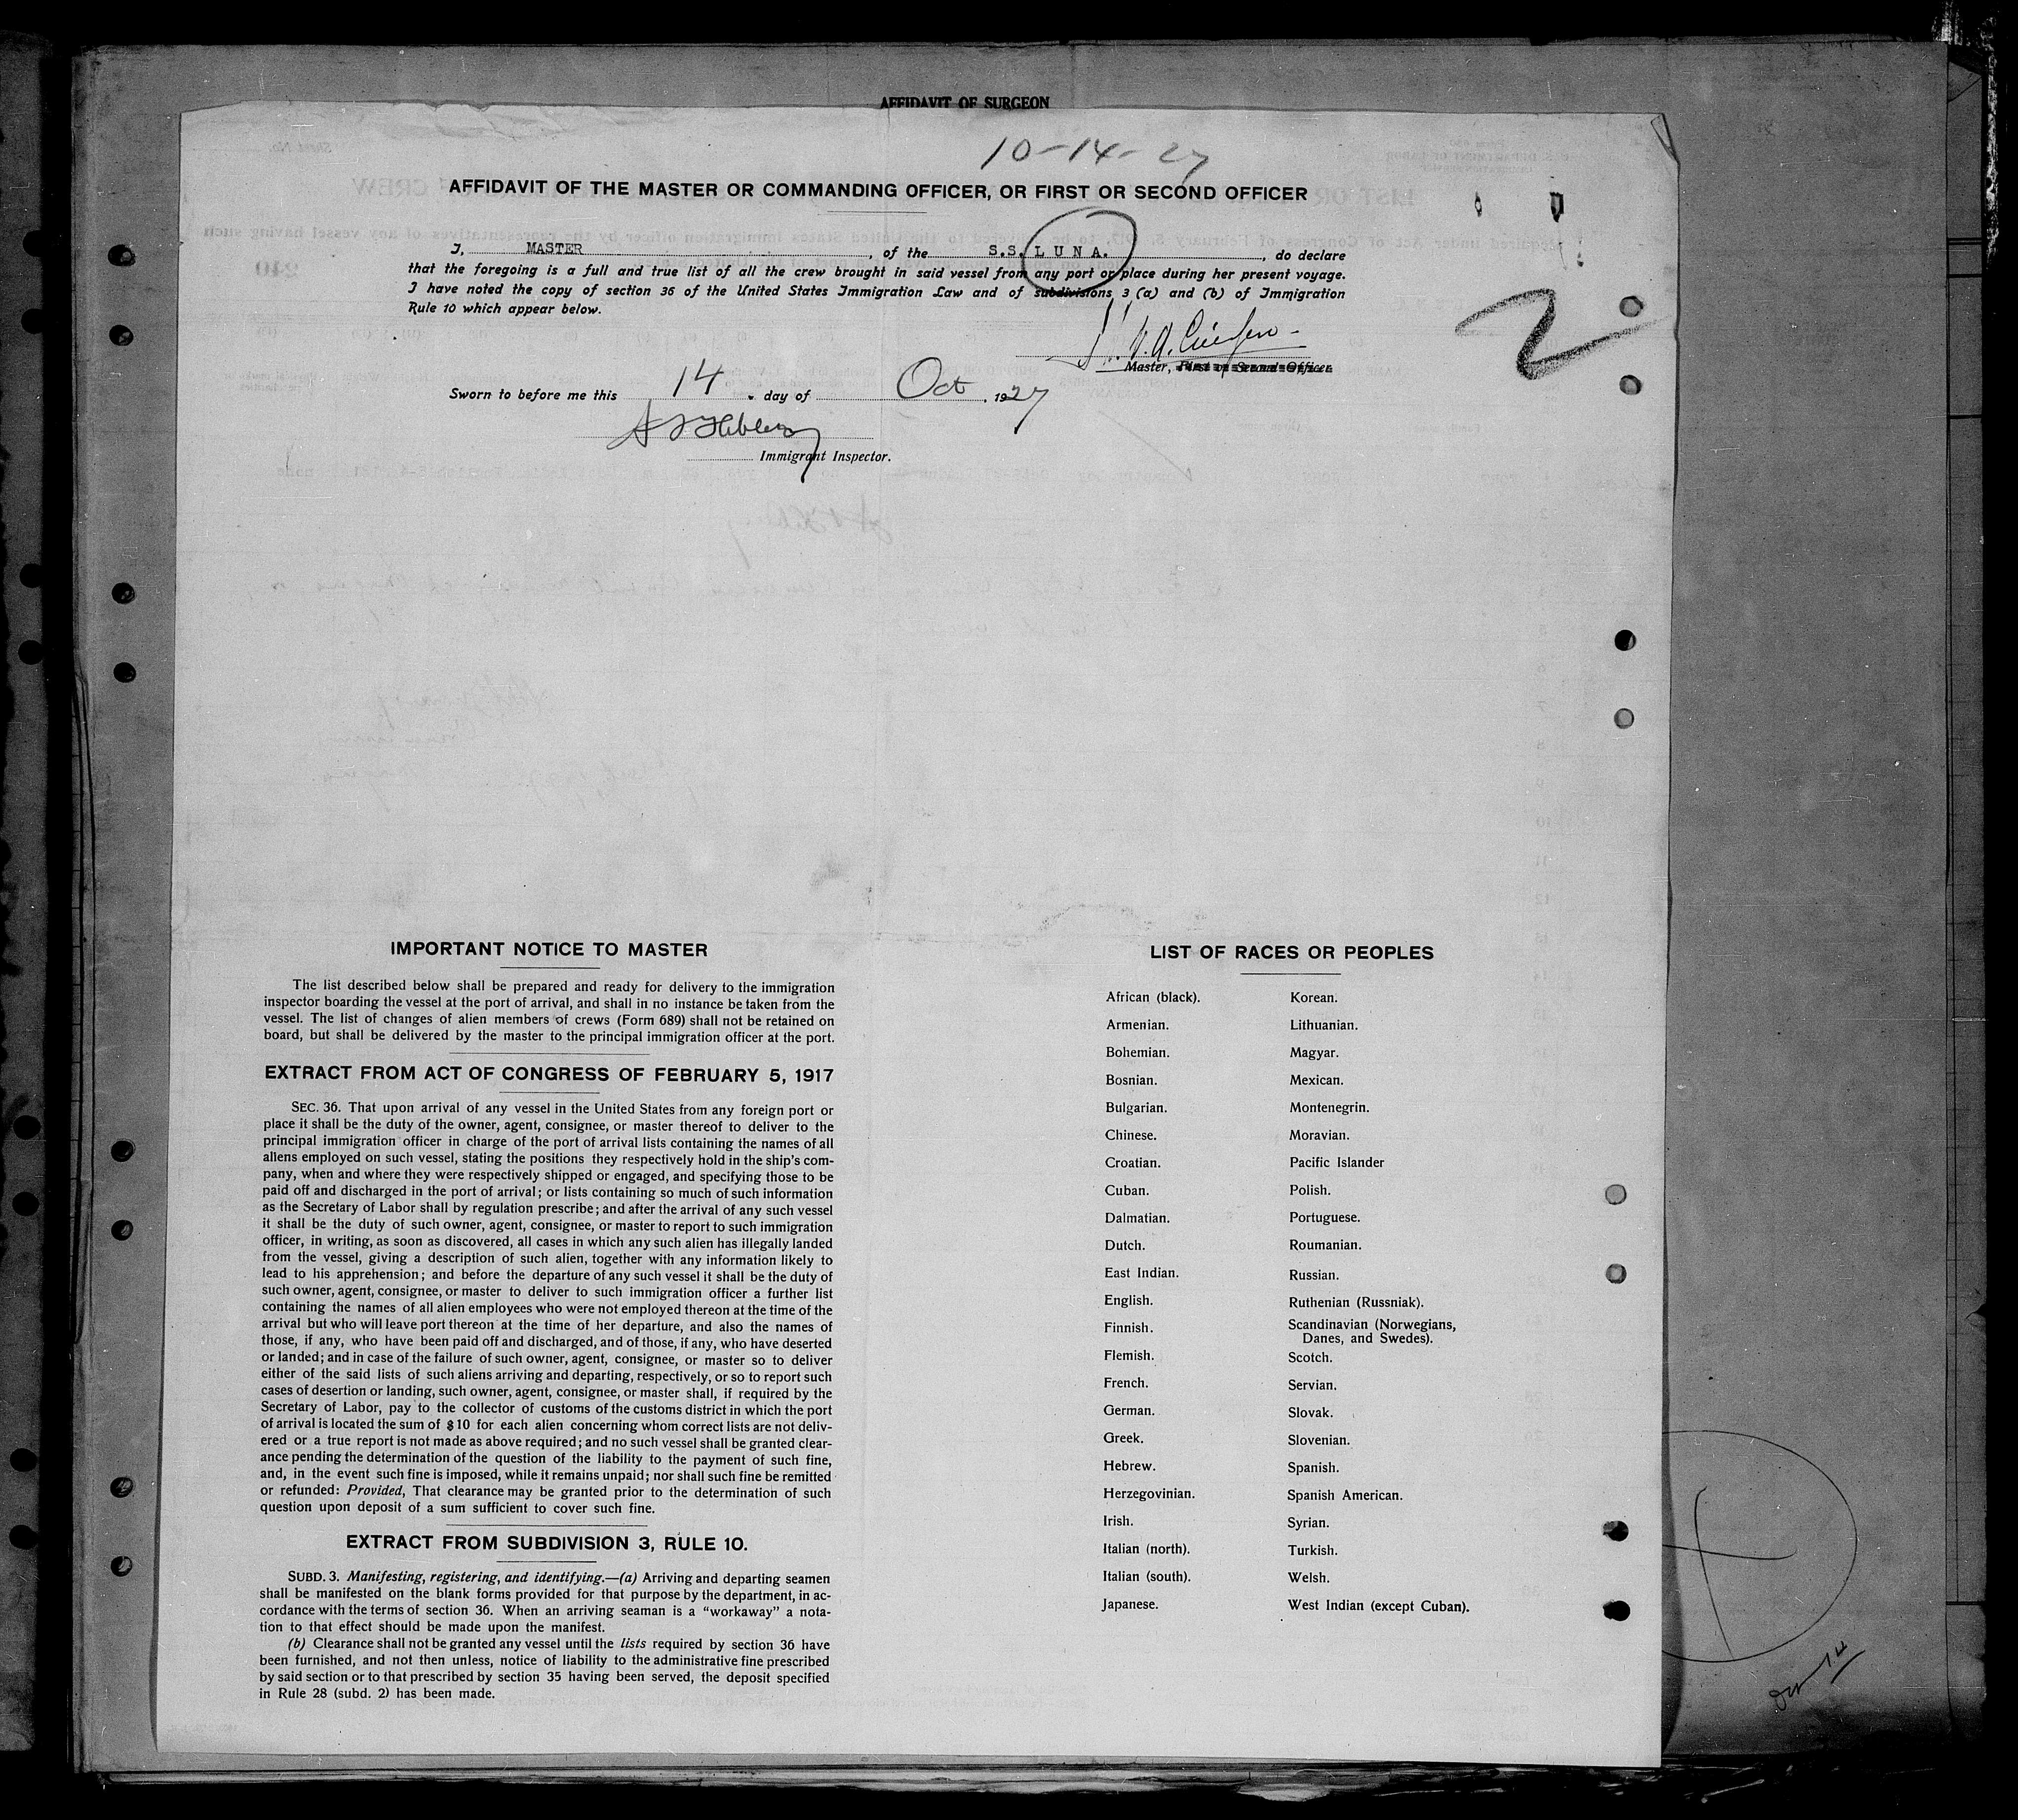 AFFIDAVIT OF SURGEON
10-14-27
AFFIDAVIT OF THE MASTER OR COMMANDING OFFICER, OR FIRST OR SECOND OFFICER
I, MASTER, of the S.S. L U N A., do declare
that the foregoing is a full and true list of all the crew brought in said vessel from any port or place during her present voyage.
I have noted the copy of section 36 of the United States Immigration Law and of subdivisions 3 (a) and (b) of Immigration
Rule 10 which appear below.
2
Master, First or Second Officer.
Sworn to before me this 14 day of Oct, 1927
Immigrant Inspector.
IMPORTANT NOTICE TO MASTER
The list described below shall be prepared and ready for delivery to the immigration
inspector boarding the vessel at the port of arrival, and shall in no instance be taken from the
vessel. The list of changes of alien members of crews (Form 689) shall not be retained on
board, but shall be delivered by the master to the principal immigration officer at the port.
EXTRACT FROM ACT OF CONGRESS OF FEBRUARY 5, 1917
SEC. 36. That upon arrival of any vessel in the United States from any foreign port or
place it shall be the duty of the owner, agent, consignee, or master thereof to deliver to the
principal immigration officer in charge of the port of arrival lists containing the names of all
aliens employed on such vessel, stating the positions they respectively hold in the ship's com-
pany, when and where they were respectively shipped or engaged, and specifying those to be
paid off and discharged in the port of arrival; or lists containing so much of such information
as the Secretary of Labor shall by regulation prescribe; and after the arrival of any such vessel
it shall be the duty of such owner, agent, consignee, or master to report to such immigration
officer, in writing, as soon as discovered, all cases in which any such alien has illegally landed
from the vessel, giving a description of such alien, together with any information likely to
lead to his apprehension; and before the departure of any such vessel it shall be the duty of
such owner, agent, consignee, or master to deliver to such immigration officer a further list
containing the names of all alien employees who were not employed thereon at the time of the
arrival but who will leave port thereon at the time of her departure, and also the names of
those, if any, who have been paid off and discharged, and of those, if any, who have deserted
or landed; and in case of the failure of such owner, agent, consignee, or master so to deliver
either of the said lists of such aliens arriving and departing, respectively, or so to report such
cases of desertion or landing, such owner, agent, consignee, or master shall, if required by the
Secretary of Labor, pay to the collector of customs of the customs district in which the port
of arrival is located the sum of $10 for each alien concerning whom correct lists are not deliv-
ered or a true report is not made as above required; and no such vessel shall be granted clear-
ance pending the determination of the question of the liability to the payment of such fine,
and, in the event such fine is imposed, while it remains unpaid; nor shall such fine be remitted
or refunded: Provided, That clearance may be granted prior to the determination of such
question upon deposit of a sum sufficient to cover such fine.
EXTRACT FROM SUBDIVISION 3, RULE 10.
SUBD. 3. Manifesting, registering, and identifying.—(a) Arriving and departing seamen
shall be manifested on the blank forms provided for that purpose by the department, in ac-
cordance with the terms of section 36. When an arriving seaman is a "workaway" a nota-
tion to that effect should be made upon the manifest.
(b) Clearance shall not be granted any vessel until the lists required by section 36 have
been furnished, and not then unless, notice of liability to the administrative fine prescribed
by said section or to that prescribed by section 35 having been served, the deposit specified
in Rule 28 (subd. 2) has been made.
LIST OF RACES OR PEOPLES
African (black).
Armenian.
Bohemian.
Bosnian.
Bulgarian.
Chinese.
Croatian.
Cuban.
Dalmatian.
Dutch.
East Indian.
English.
Finnish.
Flemish.
French.
German.
Greek.
Hebrew.
Herzegovinian.
Irish.
Italian (north).
Italian (south).
Japanese.
Korean.
Lithuanian.
Magyar.
Mexican.
Montenegrin.
Moravian.
Pacific Islander
Polish.
Portuguese.
Roumanian.
Russian.
Ruthenian (Russniak).
Scandinavian (Norwegians,
Danes, and Swedes).
Scotch.
Servian.
Slovak.
Slovenian.
Spanish.
Spanish American.
Syrian.
Turkish.
Welsh.
West Indian (except Cuban).